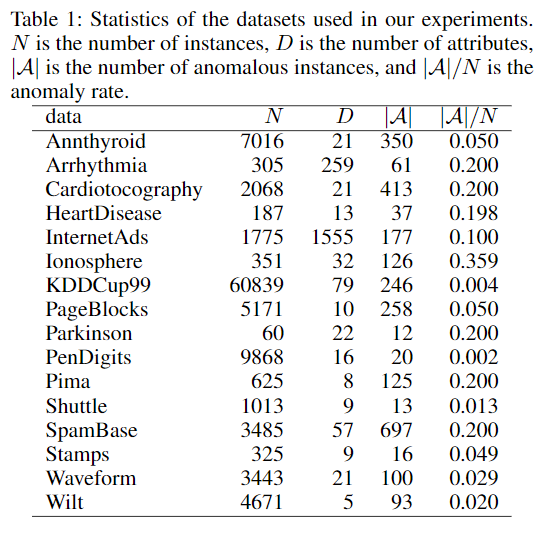 Table 1: Statistics of the datasets used in our experiments.
N is the number of instances, D is the number of attributes,
|A| is the number of anomalous instances, and |A|/N is the
anomaly rate.
data N D |A| |A|/N
Annthyroid 7016 21 350 0.050
Arrhythmia 305 259 61 0.200
Cardiotocography 2068 21 413 0.200
HeartDisease 187 13 37 0.198
InternetAds 1775 1555 177 0.100
Ionosphere 351 32 126 0.359
KDDCup99 60839 79 246 0.004
PageBlocks 5171 10 258 0.050
Parkinson 60 22 12 0.200
PenDigits 9868 16 20 0.002
Pima 625 8 125 0.200
Shuttle 1013 9 13 0.013
SpamBase 3485 57 697 0.200
Stamps 325 9 16 0.049
Waveform 3443 21 100 0.029
Wilt 4671 5 93 0.020